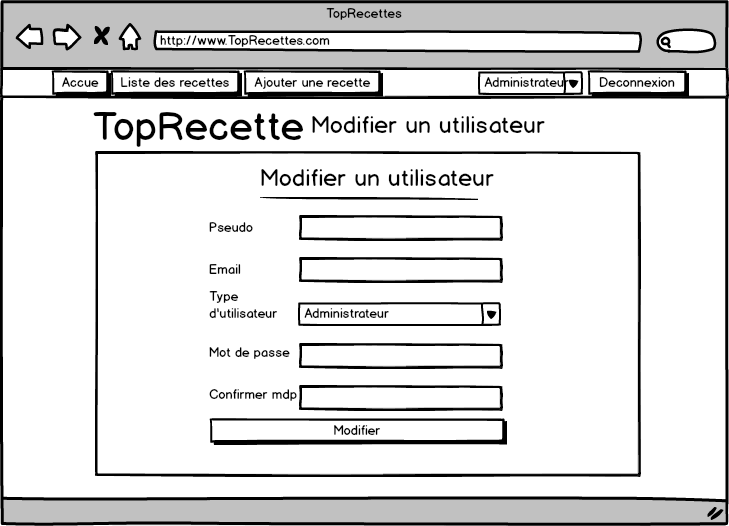 TopRecettes
http://www.TopRecettes.com
Accue Liste des recettes Ajouter une recette Administrateur Deconnexion
TopRecette Modifier un utilisateur
Modifier un utilisateur
Pseudo
Email
Type
d'utilisateur Administrateur
Mot de passe
Confirmer mdp
Modifier